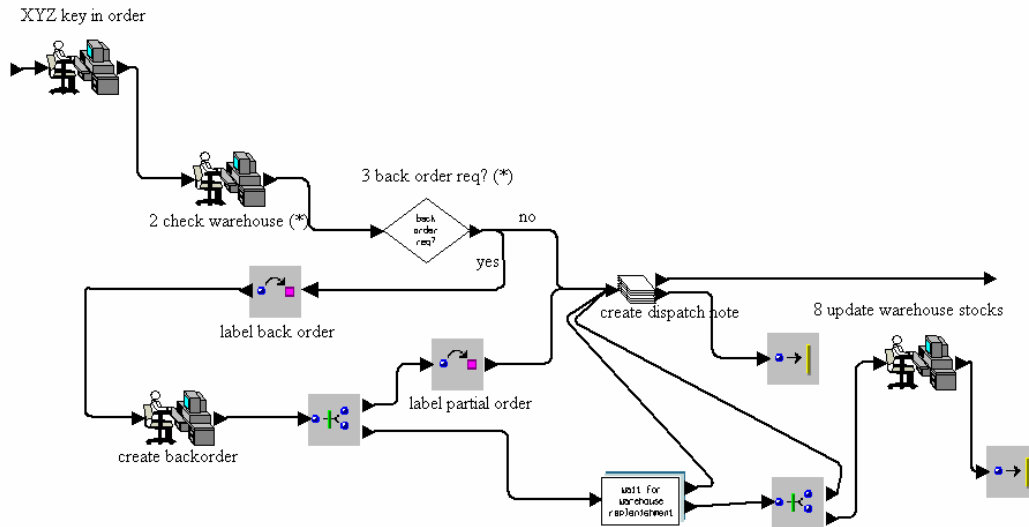 XYZ key in order
3 back order req? (*)
2 check warehouse (*)
back
order
req?
no
yes
create dispatch note
8 update warehouse stocks
label back order
label partial order
create backorder
wait for
warehouse
replenishment